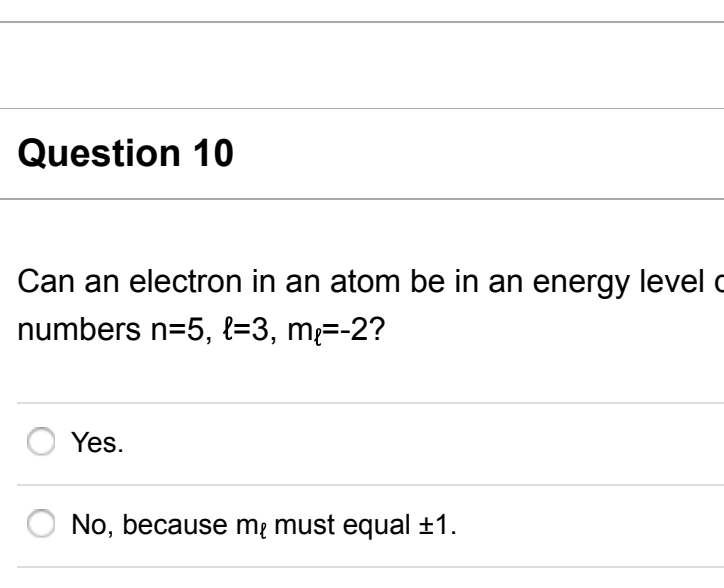 Question 10
Can an electron in an atom be in an energy level
numbers n=5, ℓ=3, mℓ=-2?
Yes.
No, because mℓ must equal ±1.